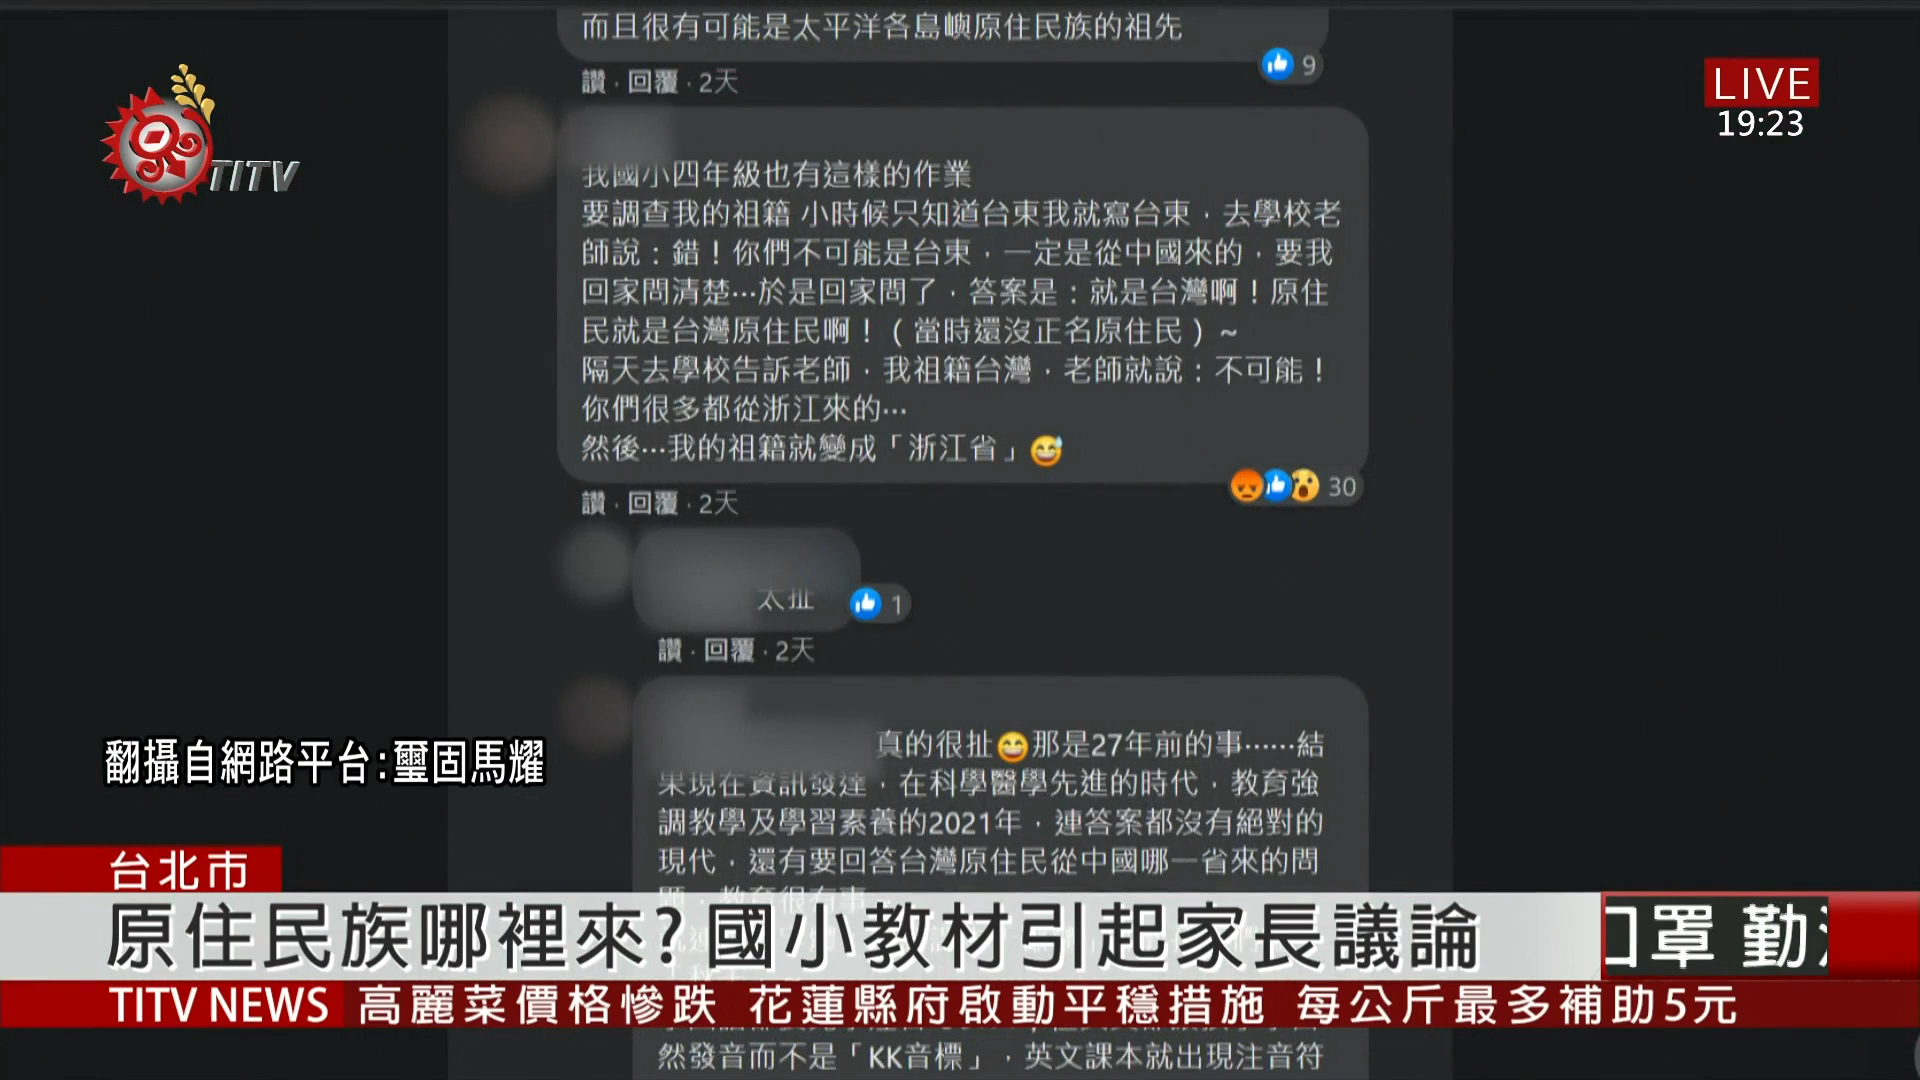 而且很有可能是太平洋各島嶼原住民族的祖先
9
讚·回覆·2天
LIVE
19:23
TITV
我國小四年級也有這樣的作業
要調查我的祖籍 小時候只知道台東我就寫台東，去學校老
師說：錯！你們不可能是台東，一定是從中國來的，要我
回家問清楚…於是回家問了，答案是：就是台灣啊！原住
民就是台灣原住民啊！（當時還沒正名原住民）~
隔天去學校告訴老師，我祖籍台灣，老師就說：不可能！
你們很多都從浙江來的…
然後…我的祖籍就變成「浙江省」😅
30
讚·回覆·2天
太扯
1
讚·回覆·2天
真的很扯😄那是27年前的事……結
果現在資訊發達，在科學醫學先進的時代，教育強
調教學及學習素養的2021年，連答案都沒有絕對的
現代，還有要回答台灣原住民從中國哪一省來的問
題，教育很有事
翻攝自網路平台:璽固馬耀
台北市
原住民族哪裡來?國小教材引起家長議論
口罩 勤
TITV NEWS 高麗菜價格慘跌 花蓮縣府啟動平穩措施 每公斤最多補助5元
然發音而不是「KK音標」，英文課本就出現注音符